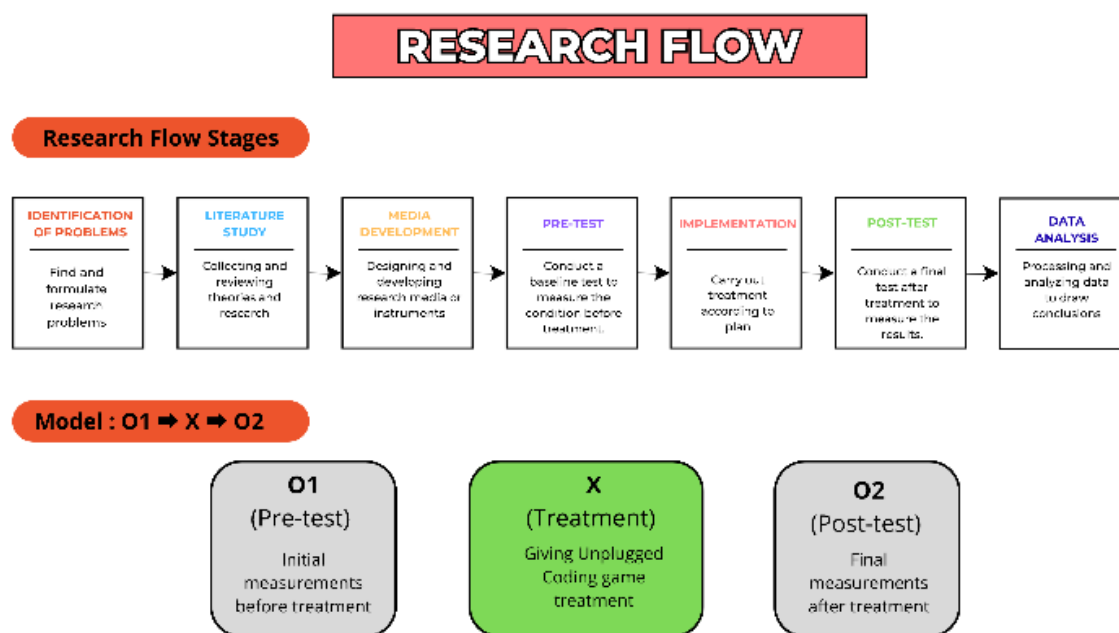 RESEARCH FLOW
Research Flow Stages
IDENTIFICATION
OF PROBLEMS
Find and
formulate
research
problems
LITERATURE
STUDY
Collecting and
reviewing
theories and
research
MEDIA
DEVELOPMENT
Designing and
developing
research media or
instruments
PRE-TEST
Conduct a
baseline test to
measure the
condition before
treatment.
IMPLEMENTATION
Carry out
treatment
according to
plan
POST-TEST
Conduct a final
test after
treatment to
measure the
results.
DATA
ANALYSIS
Processing and
analyzing data
to draw
conclusions
Model : O1 ➡ X ➡ O2
O1
(Pre-test)
Initial
measurements
before treatment
X
(Treatment)
Giving Unplugged
Coding game
treatment
O2
(Post-test)
Final
measurements
after treatment